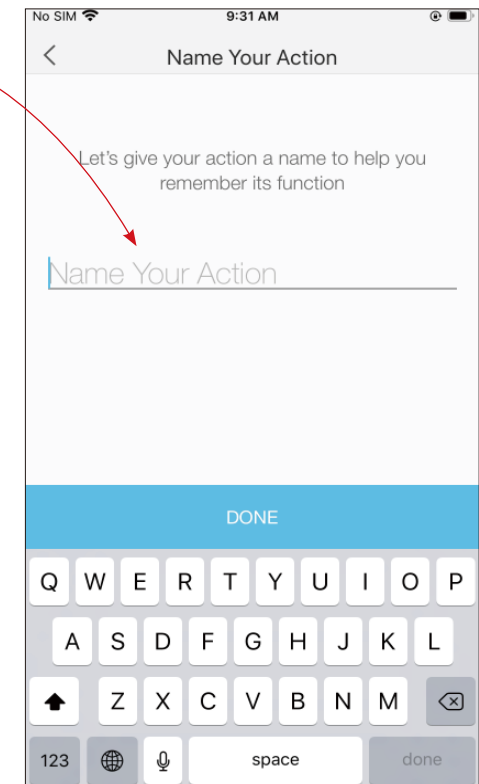 No SIM 9:31 AM
Name Your Action
Let's give your action a name to help you
remember its function
Name Your Action
DONE
Q W E R T Y U I O P
A S D F G H J K L
Z X C V B N M
123 space done